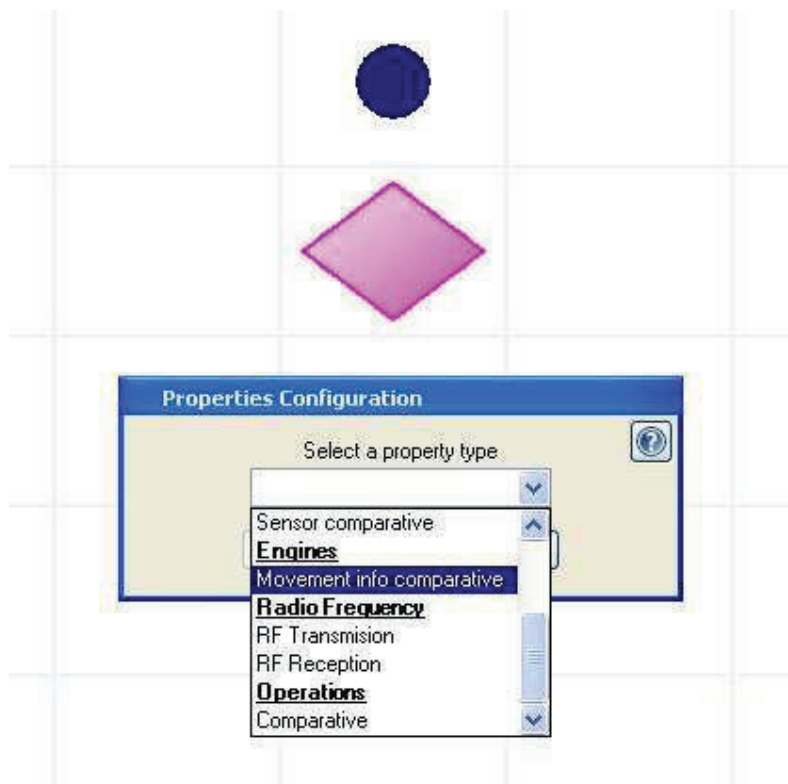 Properties Configuration
Select a property type
Sensor comparative
Engines
Movement info comparative
Radio Frequency
RF Transmision
RF Reception
Operations
Comparative